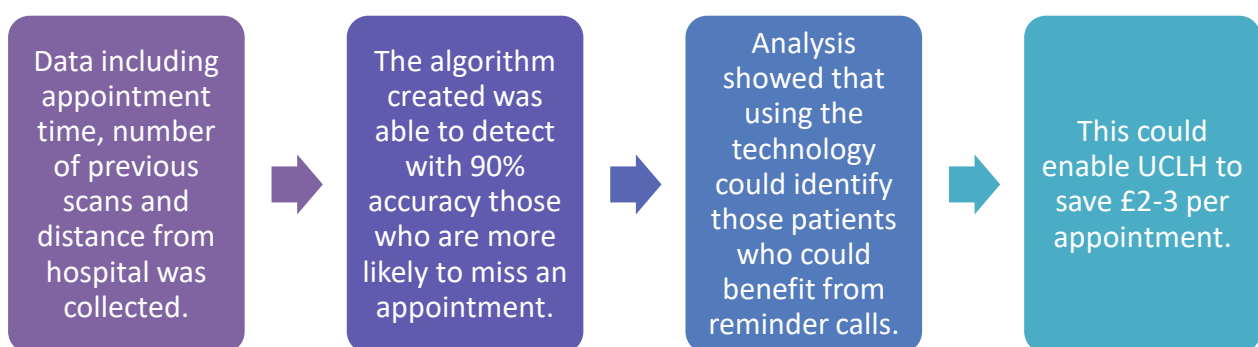 Data including
appointment
time, number
of previous
scans and
distance from
hospital was
collected.
The algorithm
created was
able to detect
with 90%
accuracy those
who are more
likely to miss an
appointment.
Analysis
showed that
using the
technology
could identify
those patients
who could
benefit from
reminder calls.
This could
enable UCLH to
save £2-3 per
appointment.